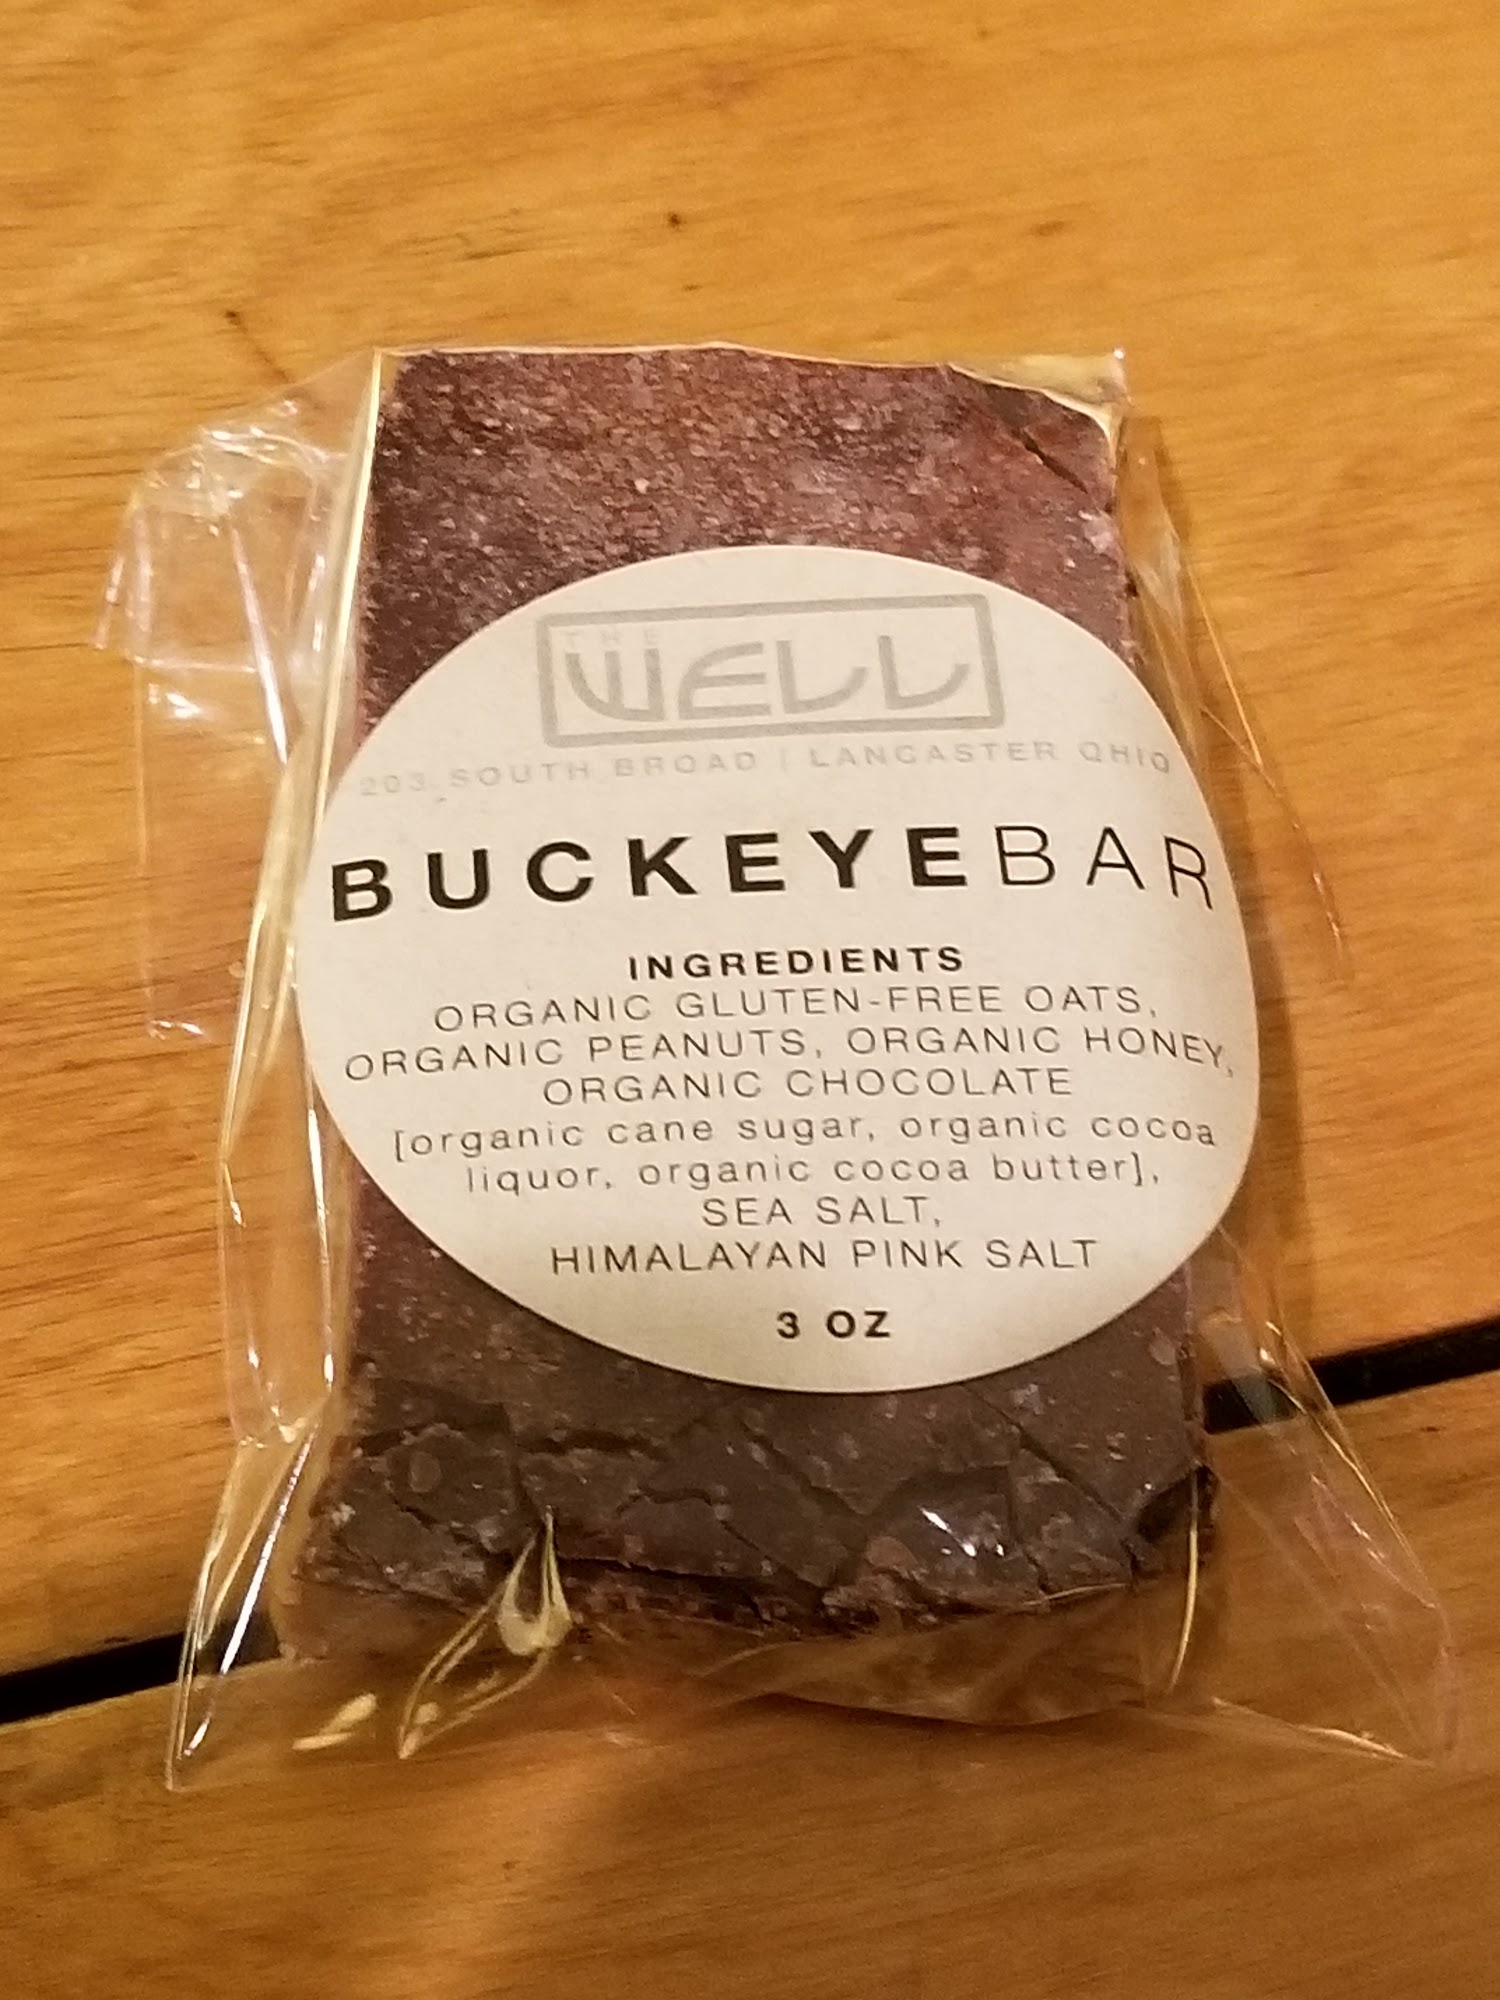 THE
WELL
203 SOUTH BROAD | LANCASTER OHIO
BUCKEYEBAR
INGREDIENTS
ORGANIC GLUTEN-FREE OATS,
ORGANIC PEANUTS, ORGANIC HONEY,
ORGANIC CHOCOLATE
[organic cane sugar, organic cocoa
liquor, organic cocoa butter],
SEA SALT,
HIMALAYAN PINK SALT
3 OZ